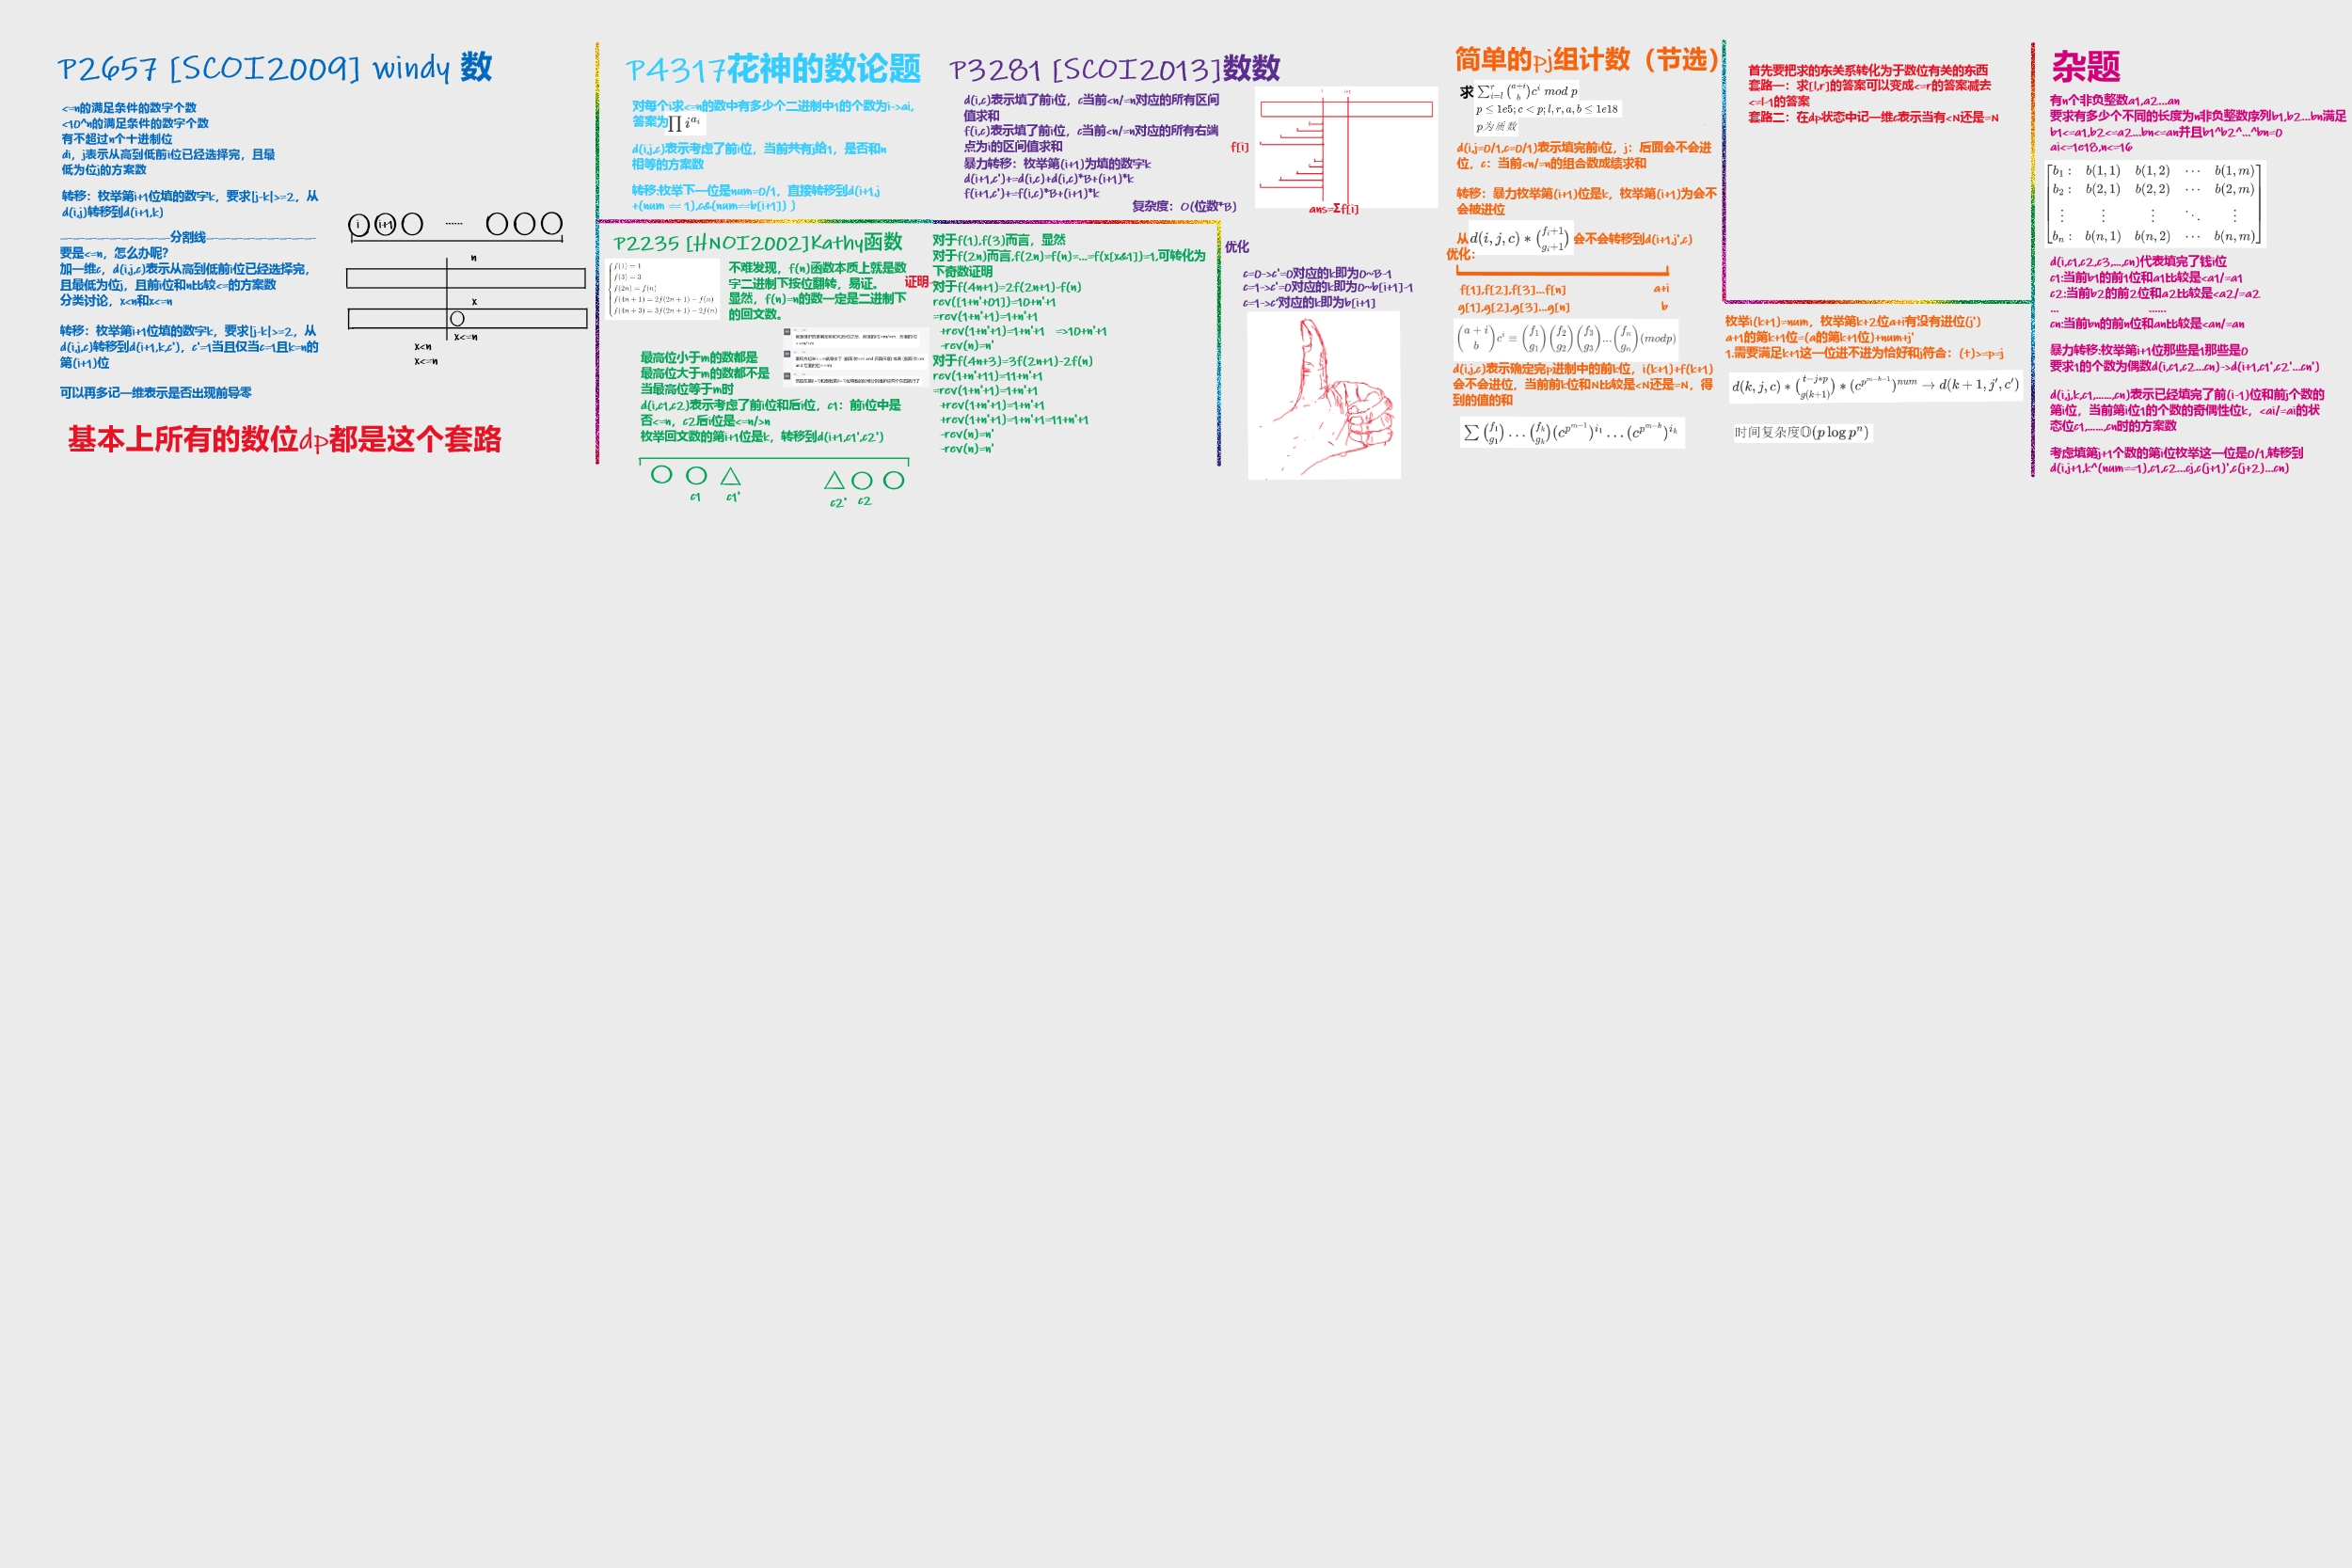 P2657 [SCOI2009] windy 数
<=n的满足条件的数字个数
<10^n的满足条件的数字个数
有不超过n个十进制位
di，j表示从高到低前i位已经选择完，且最
低为位j的方案数
转移：枚举第i+1位填的数字k，要求|j-k|>=2，从
d(i,j)转移到d(i+1,k)
————————————分割线————————————
要是<=n，怎么办呢?
加一维c，d(i,j,c)表示从高到低前i位已经选择完，
且最低为位j，且前i位和n比较<=的方案数
分类讨论，x<n和x<=n
转移：枚举第i+1位填的数字k，要求|j-k|>=2，从
d(i,j,c)转移到d(i+1,k,c')，c'=1当且仅当c=1且k=n的
第(i+1)位
可以再多记一维表示是否出现前导零
基本上所有的数位dp都是这个套路
i i+1 ......
n
x
x<=n
x<n
x<=n
P4317花神的数论题
对每个i求<=n的数中有多少个二进制中1的个数为i->ai,
答案为∏ i^{a_i}
d(i,j,c)表示考虑了前i位，当前共有j给1，是否和n
相等的方案数
转移:枚举下一位是num=0/1，直接转移到d(i+1,j
+(num == 1),c&(num==b[i+1]) )
P3281 [SCOI2013]数数
d(i,c)表示填了前i位，c当前<n/=n对应的所有区间
值求和
f(i,c)表示填了前i位，c当前<n/=n对应的所有右端
点为i的区间值求和
暴力转移：枚举第(i+1)为填的数字k
d(i+1,c')+=d(i,c)+d(i,c)*B+(i+1)*k
f(i+1,c')+=f(i,c)*B+(i+1)*k
复杂度：O(位数*B)
f[i]
i i+1
ans=Σf[i]
优化
c=0->c'=0对应的k即为0~B-1
c=1->c'=0对应的k即为0~b[i+1]-1
c=1->c'对应的k即为b[i+1]
P2235 [HNOI2002]Kathy函数
f(1) = 1
f(3) = 3
f(2n) = f(n)
f(4n + 1) = 2f(2n + 1) − f(n)
f(4n + 3) = 3f(2n + 1) − 2f(n)
不难发现，f(n)函数本质上就是数
字二进制下按位翻转，易证。
显然，f(n)=n的数一定是二进制下
的回文数。
证明
最高位小于m的数都是
最高位大于m的数都不是
当最高位等于m时
d(i,c1,c2)表示考虑了前i位和后i位，c1：前i位中是
否<=n，c2后i位是<=n/>n
枚举回文数的第i+1位是k，转移到d(i+1,c1',c2')
c1 c1' c2' c2
对于f(1),f(3)而言，显然
对于f(2n)而言,f(2n)=f(n)=...=f(x[x&1])=1,可转化为
下奇数证明
对于f(4n+1)=2f(2n+1)-f(n)
rev([1+n'+01])=10+n'+1
=rev(1+n'+1)=1+n'+1
+rev(1+n'+1)=1+n'+1 =>10+n'+1
-rev(n)=n'
对于f(4n+3)=3f(2n+1)-2f(n)
rev(1+n'+11)=11+n'+1
=rev(1+n'+1)=1+n'+1
+rev(1+n'+1)=1+n'+1
+rev(1+n'+1)=1+n'+1=11+n'+1
-rev(n)=n'
-rev(n)=n'
简单的pj组计数（节选）
求 \sum_{i=l}^{r} \binom{a+i}{b} c^i mod p
p ≤ 1e5; c < p; l, r, a, b ≤ 1e18
p为质数
d(i,j=0/1,c=0/1)表示填完前i位，j：后面会不会进
位，c：当前<n/=n的组合数成绩求和
转移：暴力枚举第(i+1)位是k，枚举第(i+1)为会不
会被进位
从d(i, j, c) * \binom{f_i+1}{g_i+1} 会不会转移到d(i+1,j',c)
优化：
f[1],f[2],f[3]...f[n] a+i
g[1],g[2],g[3]...g[n] b
\binom{a+i}{b} c^i ≡ \binom{f_1}{g_1}\binom{f_2}{g_2}\binom{f_3}{g_3}...\binom{f_n}{g_n}(modp)
d(i,j,c)表示确定完p进制中的前k位，i(k+1)+f(k+1)
会不会进位，当前前k位和N比较是<N还是=N，得
到的值的和
∑ \binom{f_1}{g_1} ... \binom{f_k}{g_k} (c^{p^{m-1}})^{i_1} ... (c^{p^{m-k}})^{i_k}
首先要把求的东关系转化为于数位有关的东西
套路一：求[l,r]的答案可以变成<=r的答案减去
<=l-1的答案
套路二：在dp状态中记一维c表示当有<N还是=N
枚举i(k+1)=num，枚举第k+2位a+i有没有进位(j')
a+1的第k+1位=(a的第k+1位)+num+j'
1.需要满足k+1这一位进不进为恰好和j符合：(t)>=p=j
d(k, j, c) * \binom{t-j*p}{g(k+1)} * (c^{p^{m-k-1}})^{num} → d(k + 1, j', c')
时间复杂度𝕆(p log p^n)
杂题
有n个非负整数a1,a2...an
要求有多少个不同的长度为n非负整数序列b1,b2...bn满足
b1<=a1,b2<=a2...bn<=an并且b1^b2^...^bn=0
ai<=1e18,n<=16
b_1 : b(1,1) b(1,2) ⋯ b(1,m)
b_2 : b(2,1) b(2,2) ⋯ b(2,m)
⋮ ⋮ ⋮ ⋱ ⋮
b_n : b(n,1) b(n,2) ⋯ b(n,m)
d(i,c1,c2,c3,...,cn)代表填完了钱i位
c1:当前b1的前1位和a1比较是<a1/=a1
c2:当前b2的前2位和a2比较是<a2/=a2
... ......
cn:当前bn的前n位和an比较是<an/=an
暴力转移:枚举第i+1位那些是1那些是0
要求1的个数为偶数d(i,c1,c2...cn)->d(i+1,c1',c2'...cn')
d(i,j,k,c1,......,cn)表示已经填完了前(i-1)位和前j个数的
第i位，当前第i位1的个数的奇偶性位k，<ai/=ai的状
态位c1,......,cn时的方案数
考虑填第j+1个数的第i位枚举这一位是0/1,转移到
d(i,j+1,k^(num==1),c1,c2...cj,c(j+1)',c(j+2)...cn)